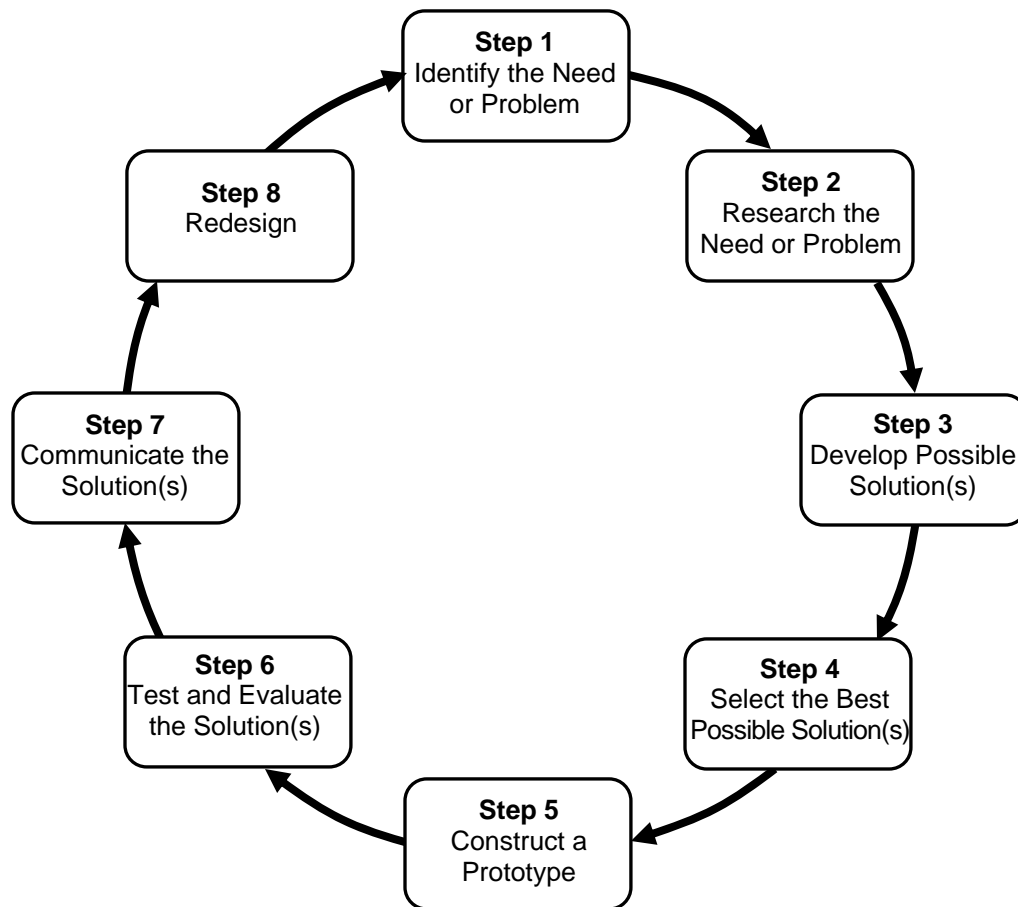 Step 1
Identify the Need
or Problem
Step 2
Research the
Need or Problem
Step 3
Develop Possible
Solution(s)
Step 4
Select the Best
Possible Solution(s)
Step 5
Construct a
Prototype
Step 6
Test and Evaluate
the Solution(s)
Step 7
Communicate the
Solution(s)
Step 8
Redesign